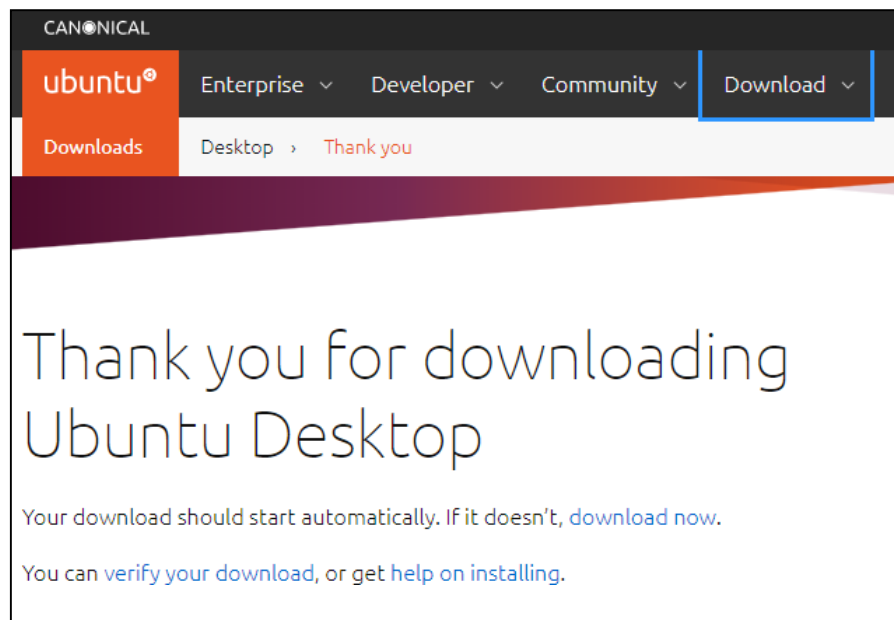 CANONICAL
ubuntu Enterprise Developer Community Download
Downloads Desktop › Thank you
Thank you for downloading
Ubuntu Desktop
Your download should start automatically. If it doesn’t, download now.
You can verify your download, or get help on installing.